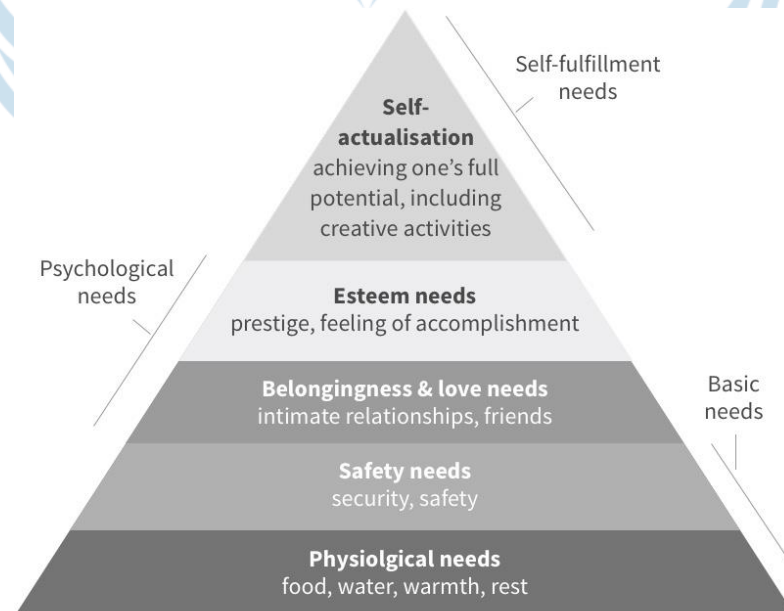 Self-fulfillment
needs
Self-
actualisation
achieving one’s full
potential, including
creative activities
Psychological
needs
Esteem needs
prestige, feeling of accomplishment
Belongingness & love needs
intimate relationships, friends
Basic
needs
Safety needs
security, safety
Physiolgical needs
food, water, warmth, rest